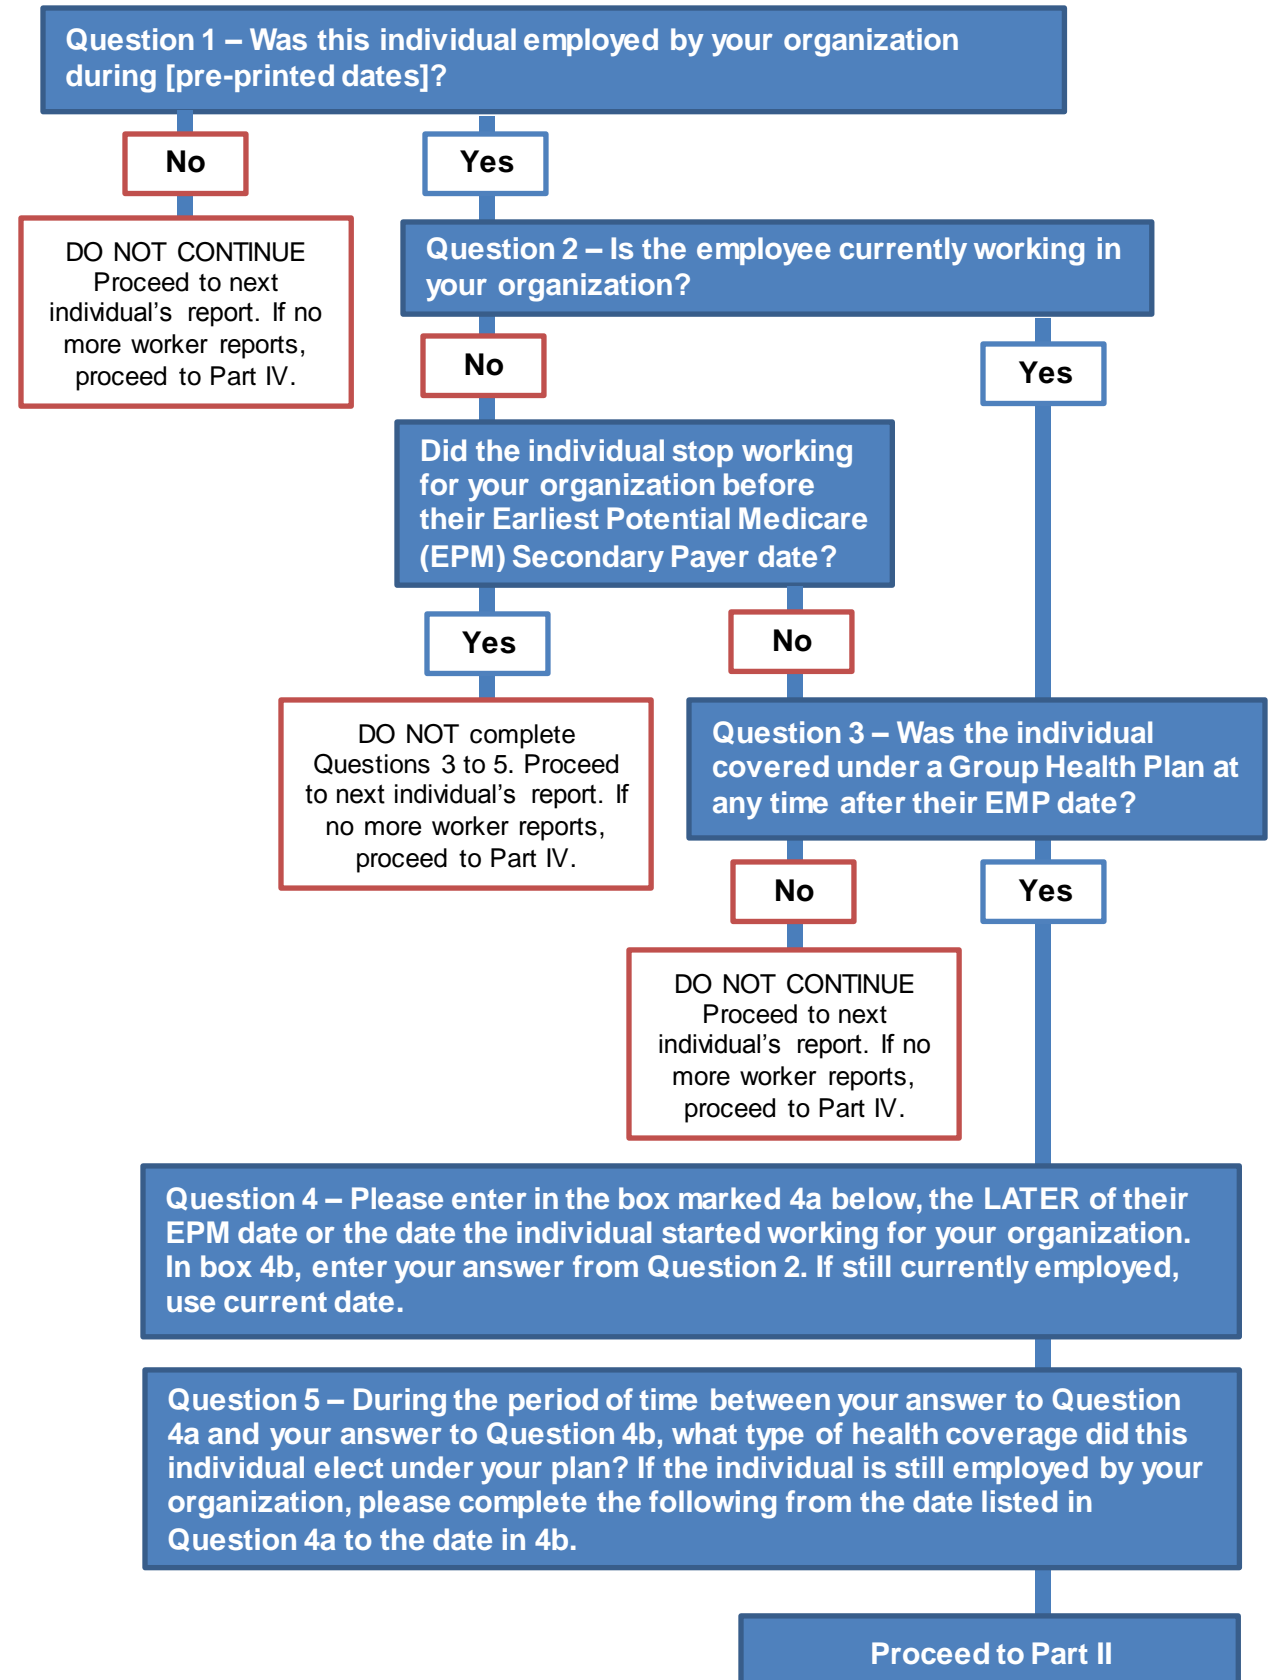 Question 1 – Was this individual employed by your organization
during [pre-printed dates]?
No
Yes
DO NOT CONTINUE
Proceed to next
individual's report. If no
more worker reports,
proceed to Part IV.
Question 2 – Is the employee currently working in
your organization?
No
Yes
Did the individual stop working
for your organization before
their Earliest Potential Medicare
(EPM) Secondary Payer date?
Yes
No
DO NOT complete
Questions 3 to 5. Proceed
to next individual's report. If
no more worker reports,
proceed to Part IV.
Question 3 – Was the individual
covered under a Group Health Plan at
any time after their EMP date?
No
Yes
DO NOT CONTINUE
Proceed to next
individual's report. If no
more worker reports,
proceed to Part IV.
Question 4 – Please enter in the box marked 4a below, the LATER of their
EPM date or the date the individual started working for your organization.
In box 4b, enter your answer from Question 2. If still currently employed,
use current date.
Question 5 – During the period of time between your answer to Question
4a and your answer to Question 4b, what type of health coverage did this
individual elect under your plan? If the individual is still employed by your
organization, please complete the following from the date listed in
Question 4a to the date in 4b.
Proceed to Part II